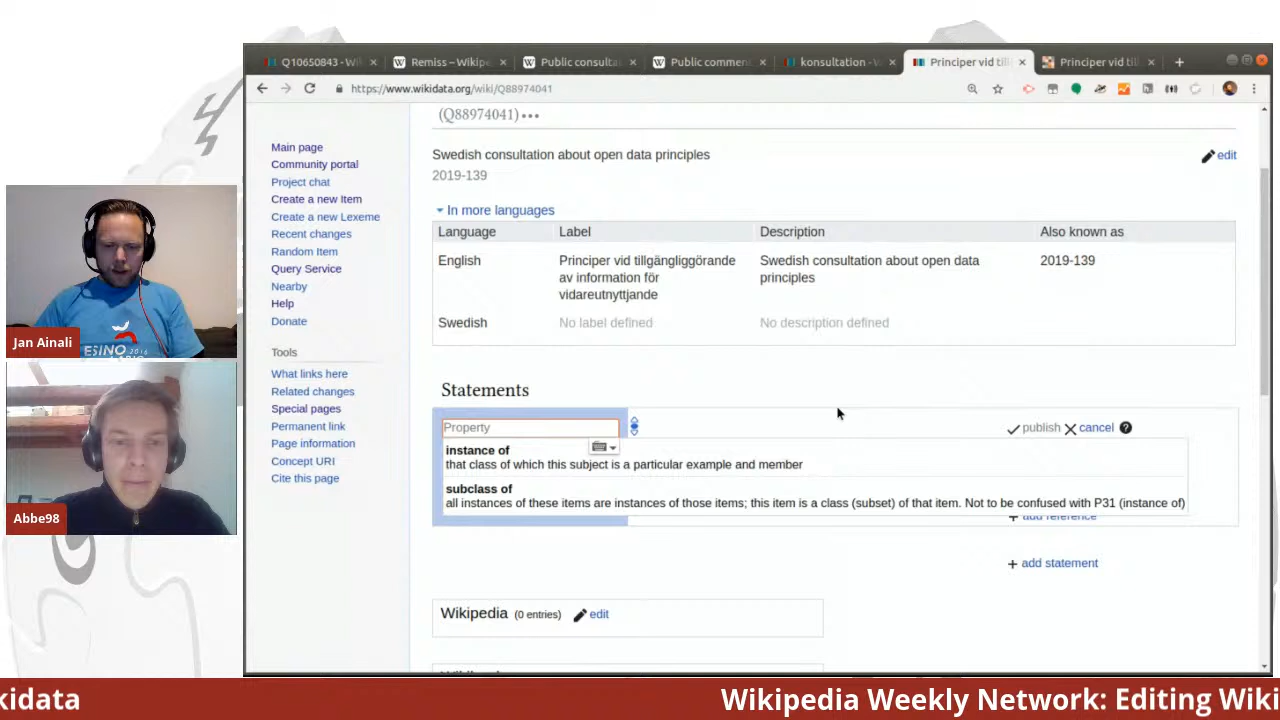 Q10650843 - Wi
Remiss – Wikipe
Public consulta
Public commen
konsultation - W
Principer vid till
Principer vid till
https://www.wikidata.org/wiki/Q88974041
(Q88974041)
Swedish consultation about open data principles
edit
2019-139
In more languages
Language Label Description Also known as
English Principer vid tillgängliggörande av information för vidareutnyttjande Swedish consultation about open data principles 2019-139
Swedish No label defined No description defined
Main page
Community portal
Project chat
Create a new Item
Create a new Lexeme
Recent changes
Random Item
Query Service
Nearby
Help
Donate
Tools
What links here
Related changes
Special pages
Permanent link
Page information
Concept URI
Cite this page
Statements
Property
publish cancel
instance of
that class of which this subject is a particular example and member
subclass of
all instances of these items are instances of those items; this item is a class (subset) of that item. Not to be confused with P31 (instance of)
+ add reference
+ add statement
Wikipedia (0 entries) edit
Jan Ainali
ESINO 2016
Abbe98
kidata
Wikipedia Weekly Network: Editing Wiki